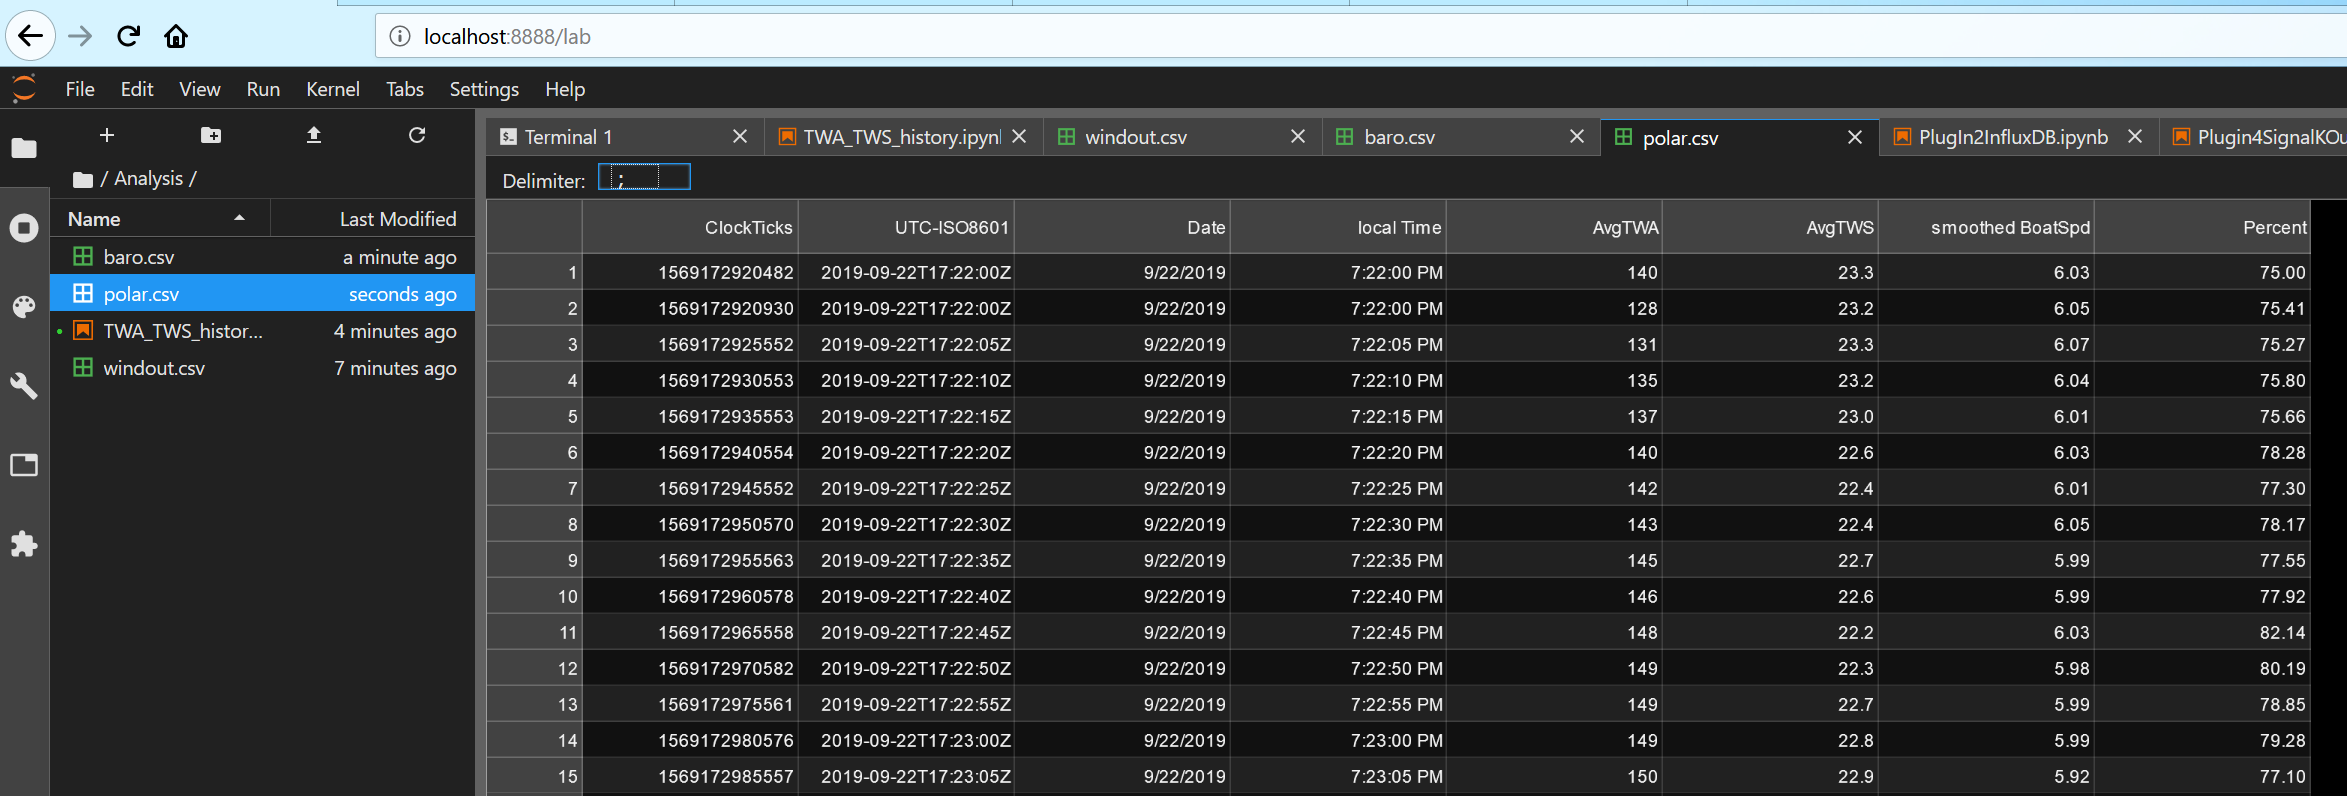 localhost:8888/lab
File Edit View Run Kernel Tabs Settings Help
Terminal 1 TWA_TWS_history.ipynl windout.csv baro.csv polar.csv PlugIn2InfluxDB.ipynb Plugin4SignalKOu
/ Analysis /
Delimiter: ;
Name Last Modified
baro.csv a minute ago
polar.csv seconds ago
TWA_TWS_histor... 4 minutes ago
windout.csv 7 minutes ago
ClockTicks UTC-ISO8601 Date local Time AvgTWA AvgTWS smoothed BoatSpd Percent
1 1569172920482 2019-09-22T17:22:00Z 9/22/2019 7:22:00 PM 140 23.3 6.03 75.00
2 1569172920930 2019-09-22T17:22:00Z 9/22/2019 7:22:00 PM 128 23.2 6.05 75.41
3 1569172925552 2019-09-22T17:22:05Z 9/22/2019 7:22:05 PM 131 23.3 6.07 75.27
4 1569172930553 2019-09-22T17:22:10Z 9/22/2019 7:22:10 PM 135 23.2 6.04 75.80
5 1569172935553 2019-09-22T17:22:15Z 9/22/2019 7:22:15 PM 137 23.0 6.01 75.66
6 1569172940554 2019-09-22T17:22:20Z 9/22/2019 7:22:20 PM 140 22.6 6.03 78.28
7 1569172945552 2019-09-22T17:22:25Z 9/22/2019 7:22:25 PM 142 22.4 6.01 77.30
8 1569172950570 2019-09-22T17:22:30Z 9/22/2019 7:22:30 PM 143 22.4 6.05 78.17
9 1569172955563 2019-09-22T17:22:35Z 9/22/2019 7:22:35 PM 145 22.7 5.99 77.55
10 1569172960578 2019-09-22T17:22:40Z 9/22/2019 7:22:40 PM 146 22.6 5.99 77.92
11 1569172965558 2019-09-22T17:22:45Z 9/22/2019 7:22:45 PM 148 22.2 6.03 82.14
12 1569172970582 2019-09-22T17:22:50Z 9/22/2019 7:22:50 PM 149 22.3 5.98 80.19
13 1569172975561 2019-09-22T17:22:55Z 9/22/2019 7:22:55 PM 149 22.7 5.99 78.85
14 1569172980576 2019-09-22T17:23:00Z 9/22/2019 7:23:00 PM 149 22.8 5.99 79.28
15 1569172985557 2019-09-22T17:23:05Z 9/22/2019 7:23:05 PM 150 22.9 5.92 77.10